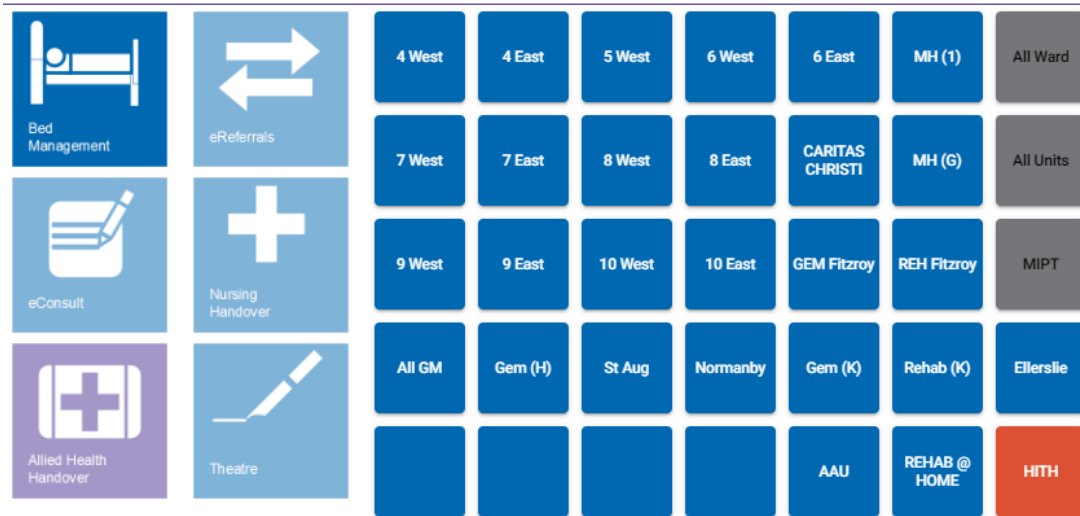 Bed
Management
eReferrals
eConsult
Nursing
Handover
Allied Health
Handover
Theatre
4 West
4 East
5 West
6 West
6 East
MH (1)
All Ward
7 West
7 East
8 West
8 East
CARITAS
CHRISTI
MH (G)
All Units
9 West
9 East
10 West
10 East
GEM Fitzroy
REH Fitzroy
MIPT
All GM
Gem (H)
St Aug
Normanby
Gem (K)
Rehab (K)
Ellerslie
AAU
REHAB @
HOME
HITH